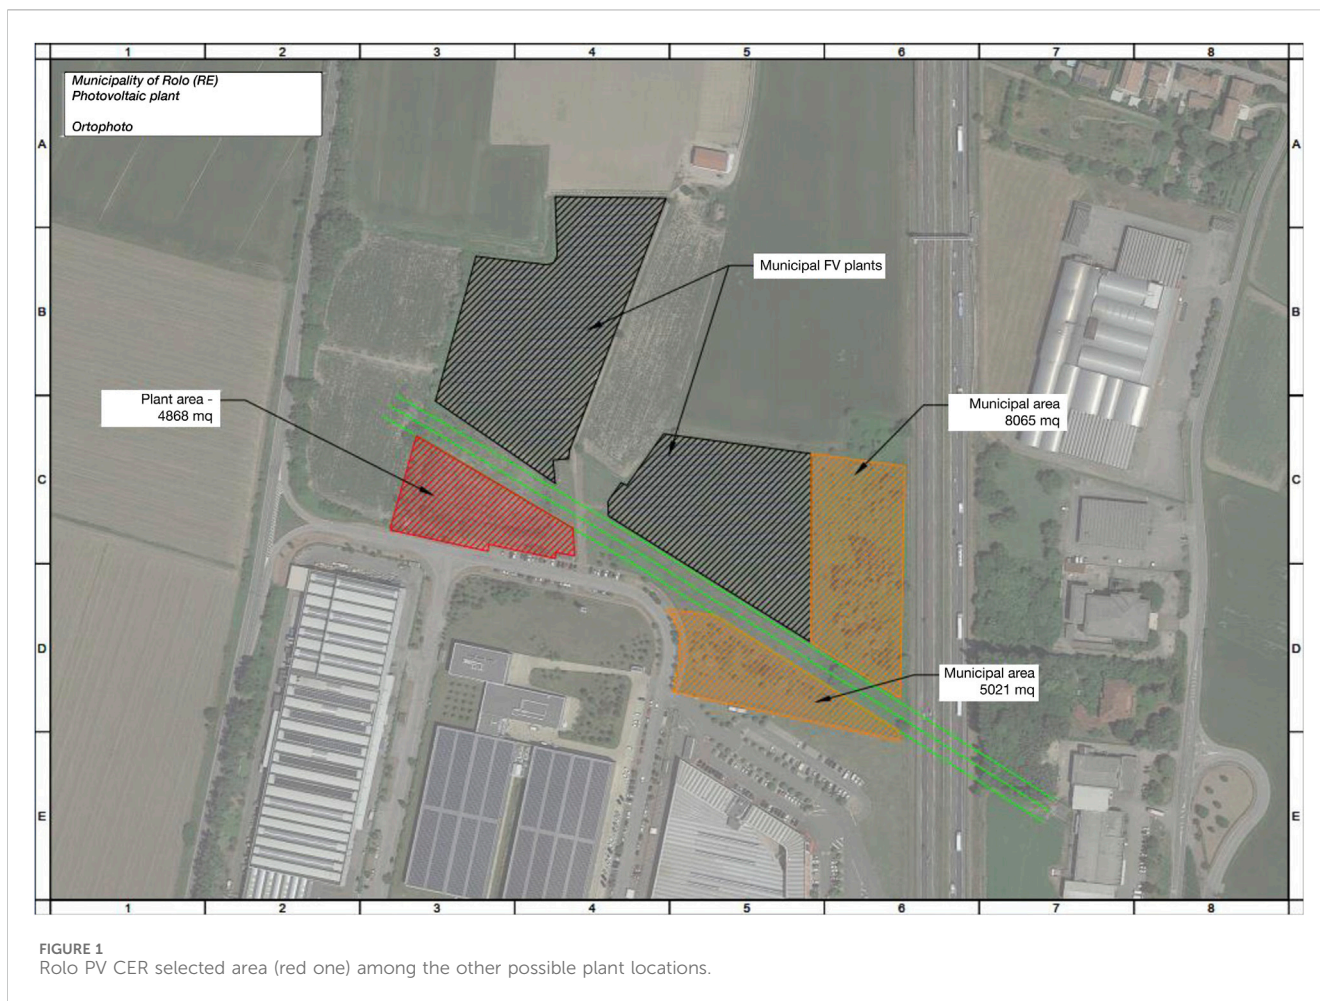 1 2 3 4 5 6 7 8
Municipality of Rolo (RE)
Photovoltaic plant
Ortophoto
A A
Municipal FV plants
B B
Plant area -
4868 mq
Municipal area
8065 mq
C C
D D
Municipal area
5021 mq
E E
1 2 3 4 5 6 7 8
FIGURE 1
Rolo PV CER selected area (red one) among the other possible plant locations.